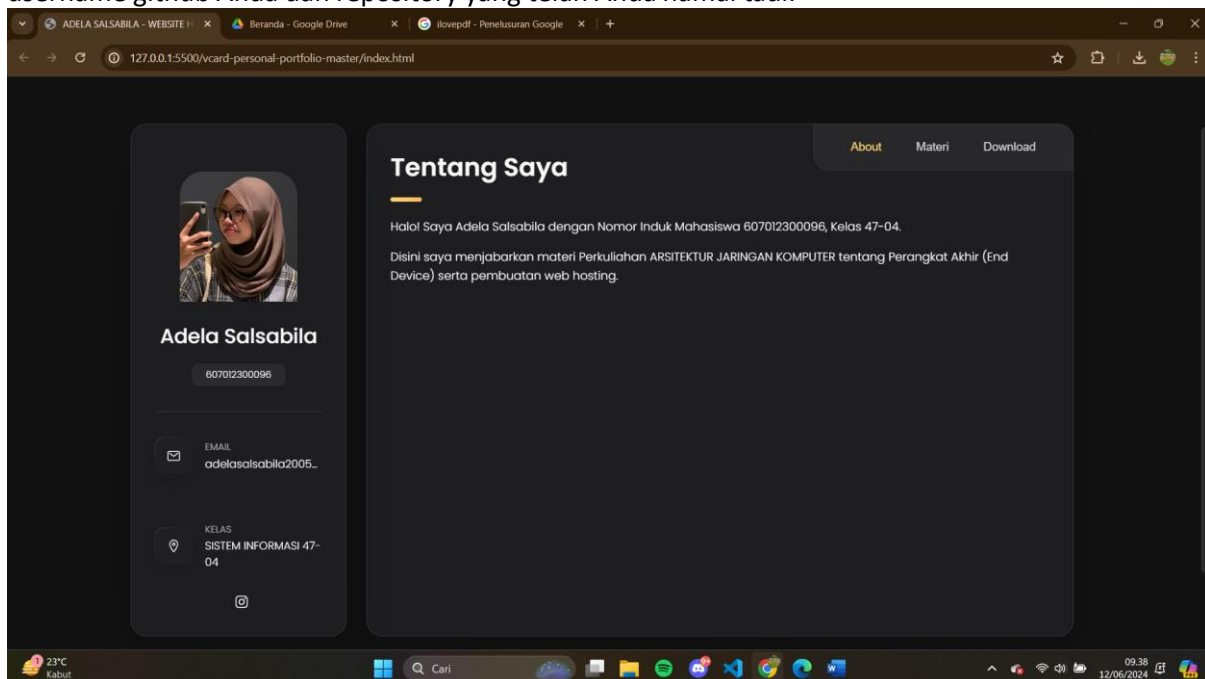 ADELA SALSABILA - WEBSITE H
Beranda - Google Drive
ilovepdf - Penelusuran Google
127.0.0.1:5500/vcard-personal-portfolio-master/index.html
About Materi Download
Tentang Saya
Halo! Saya Adela Salsabila dengan Nomor Induk Mahasiswa 607012300096, Kelas 47-04.
Disini saya menjabarkan materi Perkuliahan ARSITEKTUR JARINGAN KOMPUTER tentang Perangkat Akhir (End
Device) serta pembuatan web hosting.
Adela Salsabila
607012300096
EMAIL
adelasalsabila2005...
KELAS
SISTEM INFORMASI 47-
04
1
23°C
Kabut
Cari
09.38
12/06/2024